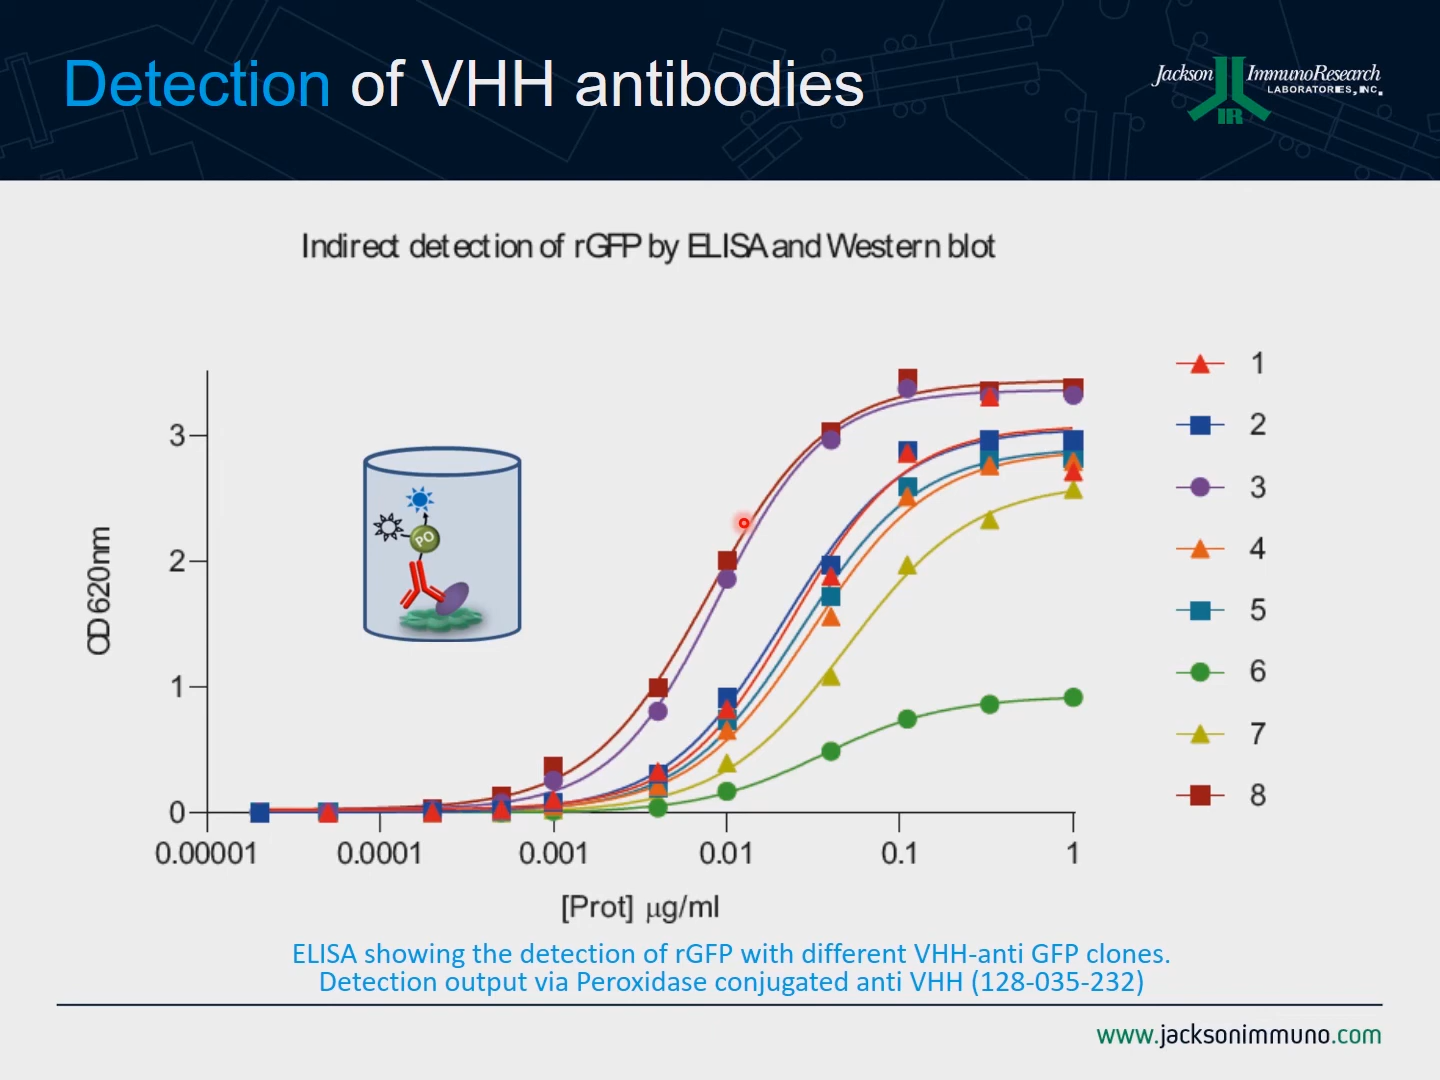 Detection of VHH antibodies
Jackson ImmunoResearch
LABORATORIES, INC.
IR
Indirect detection of rGFP by ELISA and Western blot
OD 620nm
3
2
1
0
PO
0.00001 0.0001 0.001 0.01 0.1 1
[Prot] µg/ml
1
2
3
4
5
6
7
8
ELISA showing the detection of rGFP with different VHH-anti GFP clones.
Detection output via Peroxidase conjugated anti VHH (128-035-232)
www.jacksonimmuno.com